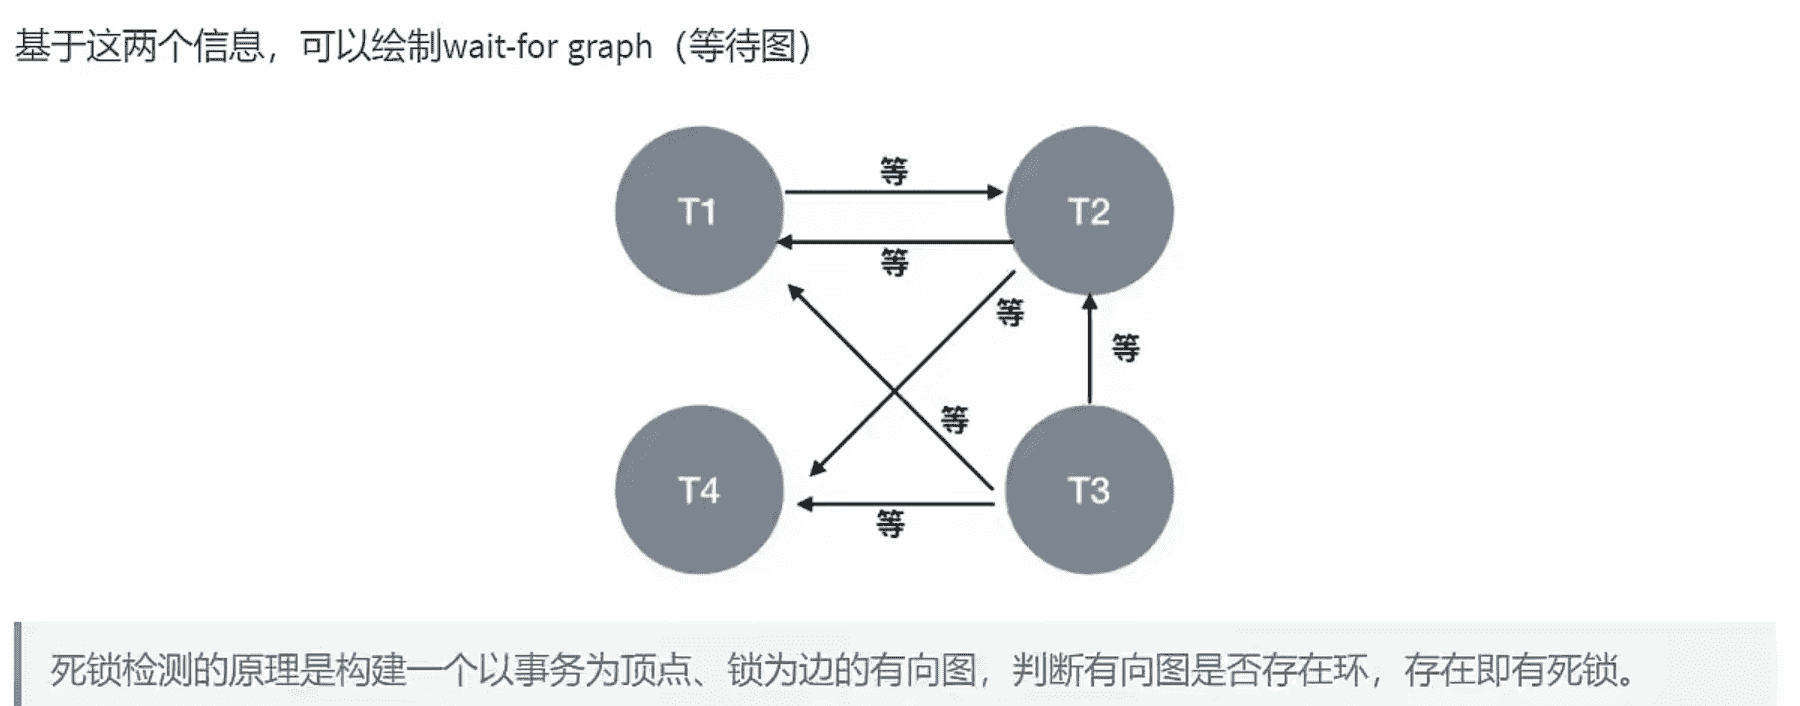 基于这两个信息，可以绘制wait-for graph（等待图）
等
T1
T2
等
等
等
等
T4
T3
等
死锁检测的原理是构建一个以事务为顶点、锁为边的有向图，判断有向图是否存在环，存在即有死锁。